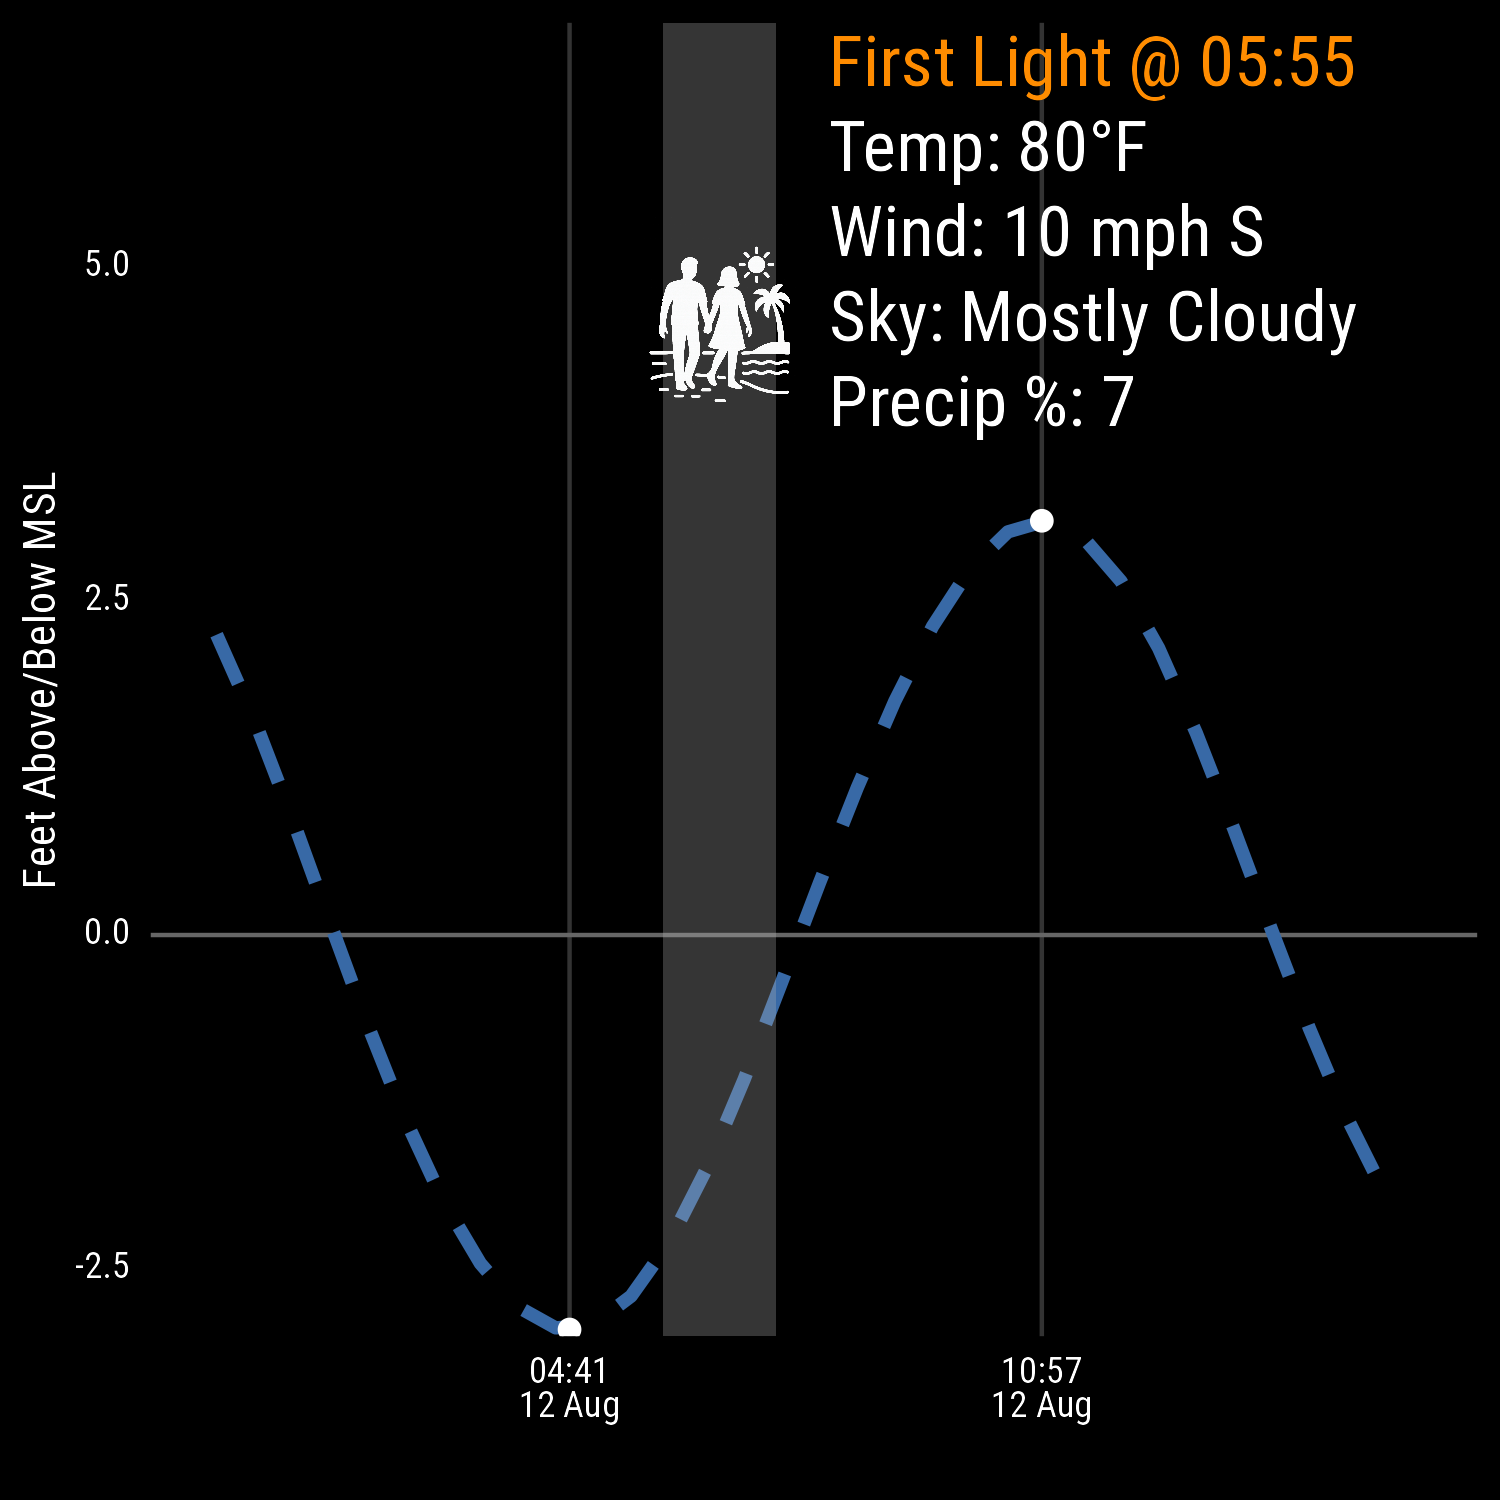 First Light @ 05:55
Temp: 80°F
Wind: 10 mph S
Sky: Mostly Cloudy
Precip %: 7
Feet Above/Below MSL
5.0
2.5
0.0
-2.5
04:41
12 Aug
10:57
12 Aug